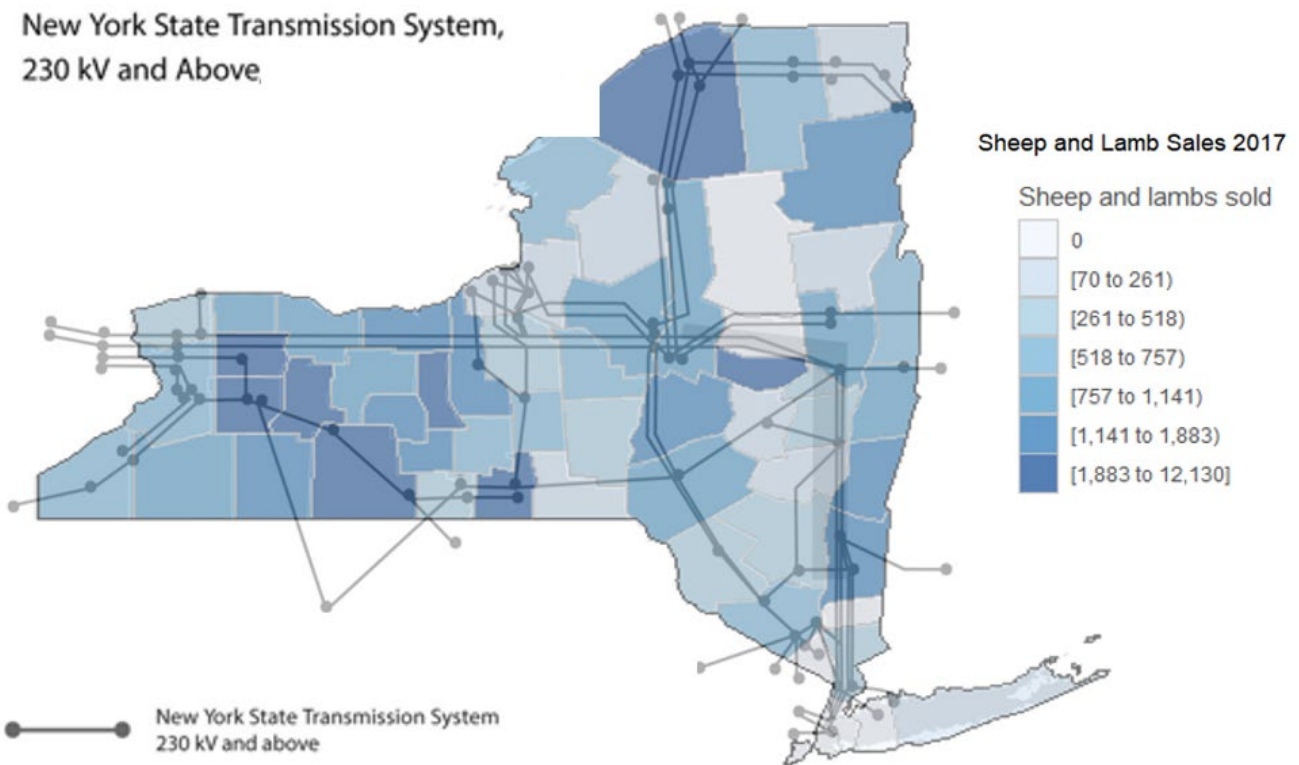 New York State Transmission System,
230 kV and Above
Sheep and Lamb Sales 2017
Sheep and lambs sold
0
[70 to 261)
[261 to 518)
[518 to 757)
[757 to 1,141)
[1,141 to 1,883)
[1,883 to 12,130]
New York State Transmission System
230 kV and above